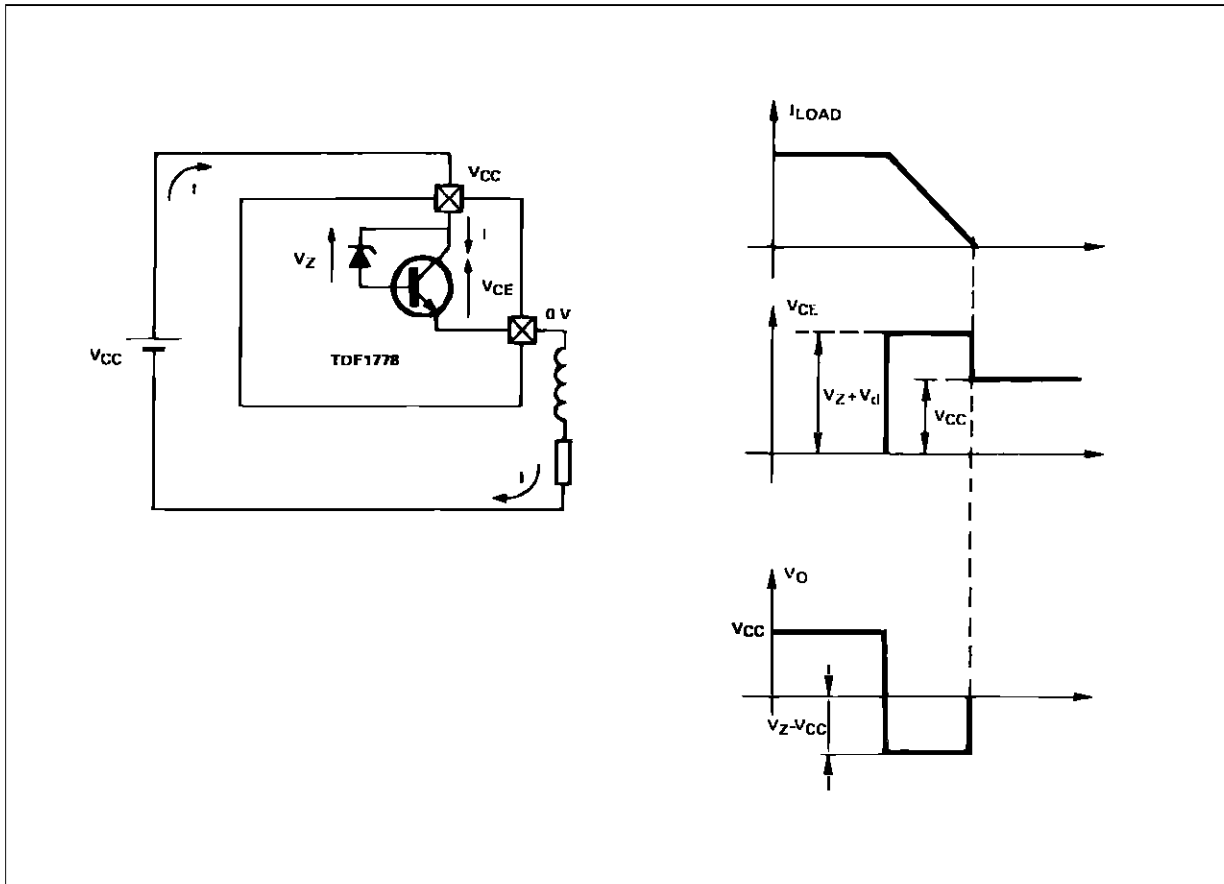 I
VCC
VZ
I
VCE
0 V
VCC
TDF1778
I
ILOAD
VCE
VZ + Vd
VCC
VO
VCC
VZ-VCC